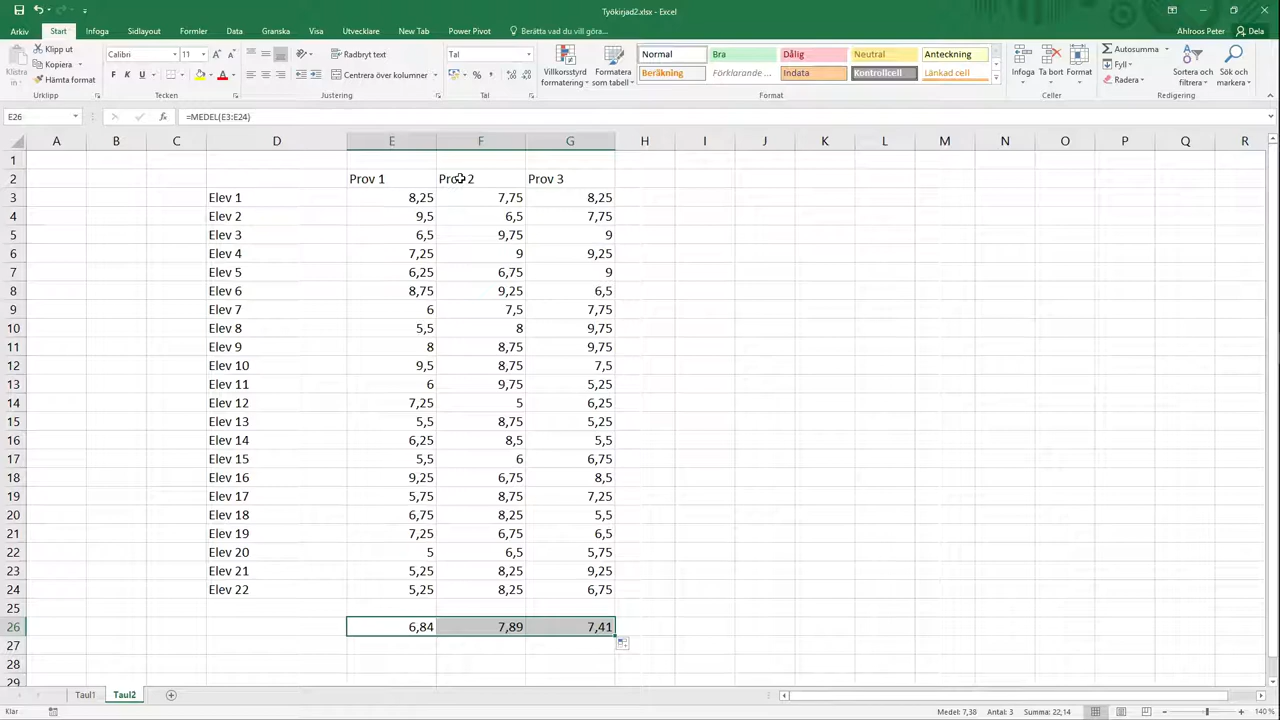 Työkirjad2.xlsx - Excel
Arkiv Start Infoga Sidlayout Formler Data Granska Visa Utvecklare New Tab Power Pivot Berätta vad du vill göra... Ahlroos Peter Dela
Klistra
Klipp ut
Kopiera
Hämta format
Urklipp
Calibri 11
Tecken
Radbryt text
Centrera över kolumner
Justering
Tal
Tal
Villkorsstyrd formatering
Formatera som tabell
Normal Bra Dålig Neutral Anteckning
Beräkning Förklarande ... Indata Kontrollcell Länkad cell
Format
Infoga Ta bort Format
Celler
Autosumma
Fyll
Radera
Sortera och filtrera
Sök och markera
Redigering
E26 fx =MEDEL(E3:E24)
A B C D E F G H I J K L M N O P Q R
1
2 Prov 1 Prov 2 Prov 3
3 Elev 1 8,25 7,75 8,25
4 Elev 2 9,5 6,5 7,75
5 Elev 3 6,5 9,75 9
6 Elev 4 7,25 9 9,25
7 Elev 5 6,25 6,75 9
8 Elev 6 8,75 9,25 6,5
9 Elev 7 6 7,5 7,75
10 Elev 8 5,5 8 9,75
11 Elev 9 8 8,75 9,75
12 Elev 10 9,5 8,75 7,5
13 Elev 11 6 9,75 5,25
14 Elev 12 7,25 5 6,25
15 Elev 13 5,5 8,75 5,25
16 Elev 14 6,25 8,5 5,5
17 Elev 15 5,5 6 6,75
18 Elev 16 9,25 6,75 8,5
19 Elev 17 5,75 8,75 7,25
20 Elev 18 6,75 8,25 5,5
21 Elev 19 7,25 6,75 6,5
22 Elev 20 5 6,5 5,75
23 Elev 21 5,25 8,25 9,25
24 Elev 22 5,25 8,25 6,75
25
26 6,84 7,89 7,41
27
28
29
Taul1 Taul2
Klar Medel: 7,38 Antal: 3 Summa: 22,14 140 %